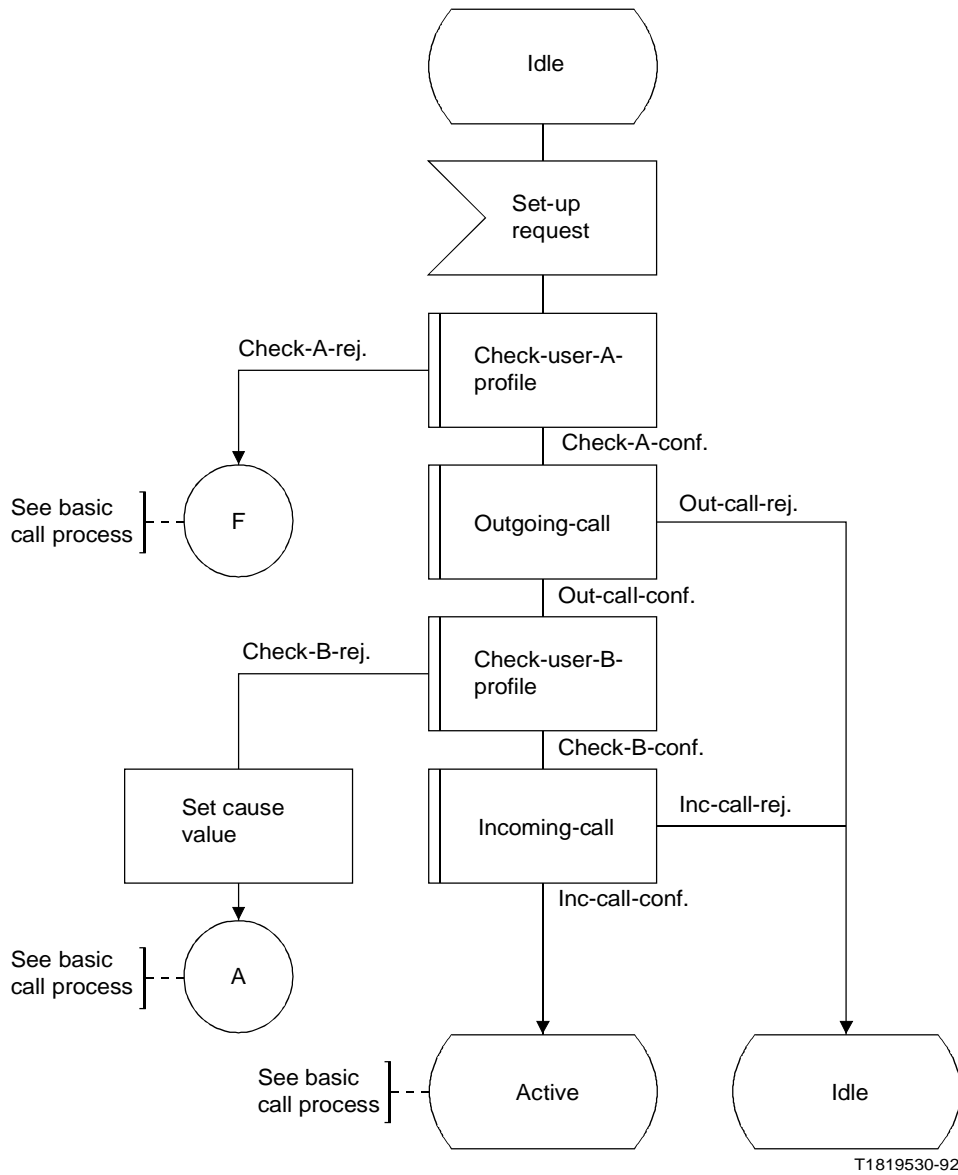 Idle
Set-up
request
Check-A-rej.
Check-user-A-
profile
Check-A-conf.
See basic
call process
F
Outgoing-call
Out-call-rej.
Out-call-conf.
Check-B-rej.
Check-user-B-
profile
Check-B-conf.
Set cause
value
Incoming-call
Inc-call-rej.
Inc-call-conf.
See basic
call process
A
See basic
call process
Active
Idle
T1819530-92